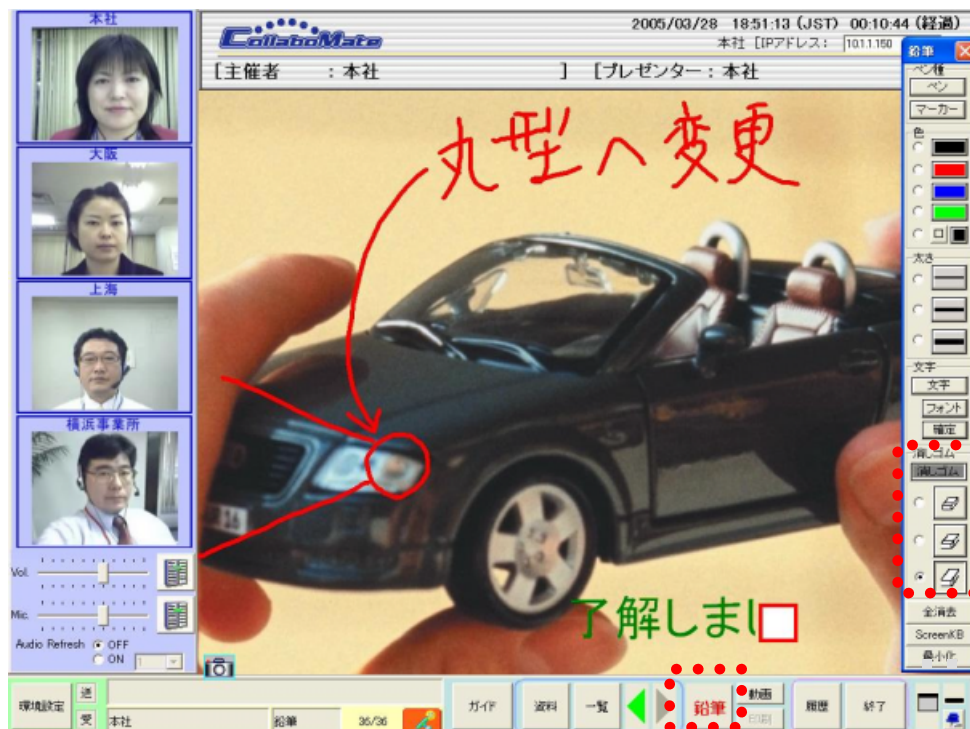 本社
大阪
上海
横浜事業所
Vol.
Mic.
Audio Refresh
OFF
ON
1
CollaboMate
2005/03/28 18:51:13 (JST) 00:10:44 (経過)
本社 [IPアドレス: 10.1.1.150
[主催者 :本社 ] [プレゼンター:本社
丸型へ変更
16
了解しまし
鉛筆
ペン種
ペン
マーカー
色
太さ
文字
文字
フォント
確定
消しゴム
消しゴム
全消去
ScreenKB
最小化
環境設定
送
受
本社
鉛筆
36/36
ガイド
資料
一覧
鉛筆
動画
印刷
履歴
終了